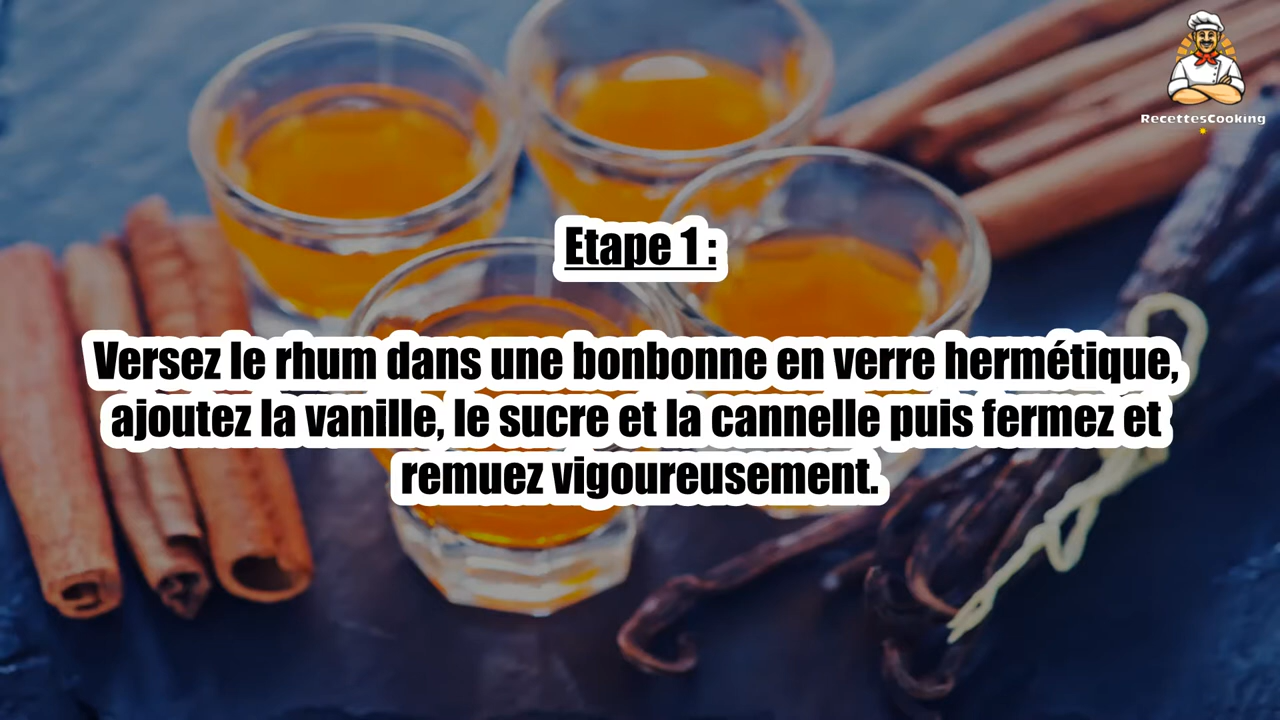 RecettesCooking
Etape 1 :
Versez le rhum dans une bonbonne en verre hermétique,
ajoutez la vanille, le sucre et la cannelle puis fermez et
remuez vigoureusement.